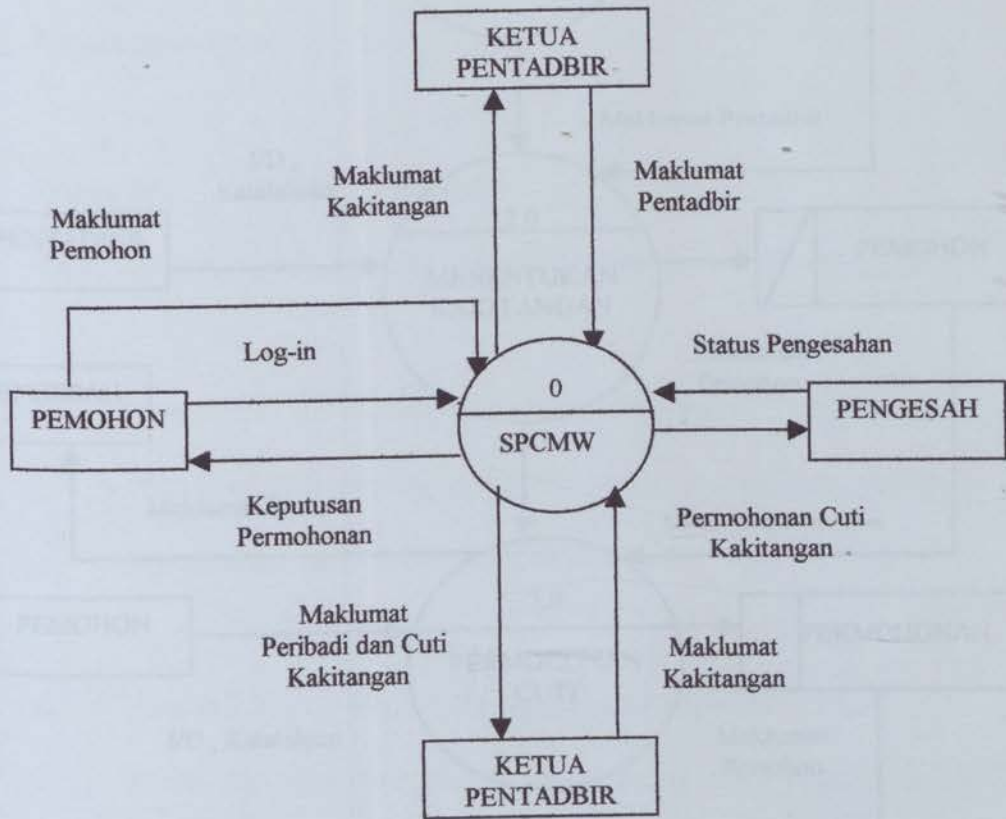 KETUA
PENTADBIR
Maklumat
Kakitangan
Maklumat
Pentadbir
Maklumat
Pemohon
Log-in
Status Pengesahan
PEMOHON
0
SPCMW
PENGESAH
Keputusan
Permohonan
Permohonan Cuti
Kakitangan
Maklumat
Peribadi dan Cuti
Kakitangan
Maklumat
Kakitangan
KETUA
PENTADBIR